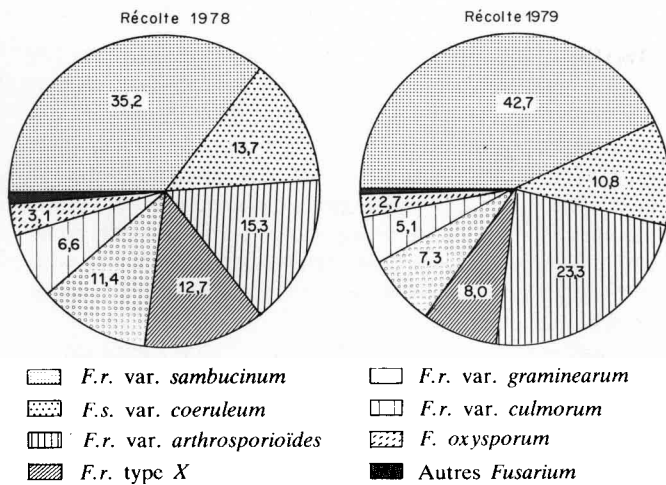 Récolte 1978
Récolte 1979
35,2
13,7
15,3
12,7
11,4
6,6
3,1
42,7
10,8
23,3
8,0
7,3
5,1
2,7
F.r. var. sambucinum
F.s. var. coeruleum
F.r. var. arthrosporioïdes
F.r. type X
F.r. var. graminearum
F.r. var. culmorum
F. oxysporum
Autres Fusarium